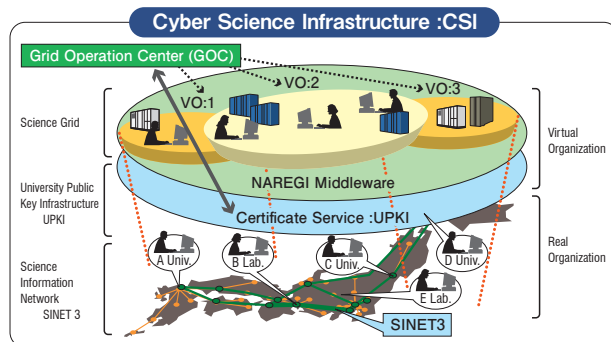 Cyber Science Infrastructure :CSI
Grid Operation Center (GOC)
VO:1
VO:2
VO:3
Science Grid
Virtual
Organization
NAREGI Middleware
University Public
Key Infrastructure
UPKI
Certificate Service :UPKI
Real
Organization
A Univ.
B Lab.
C Univ.
D Univ.
E Lab.
Science
Information
Network
SINET 3
SINET3